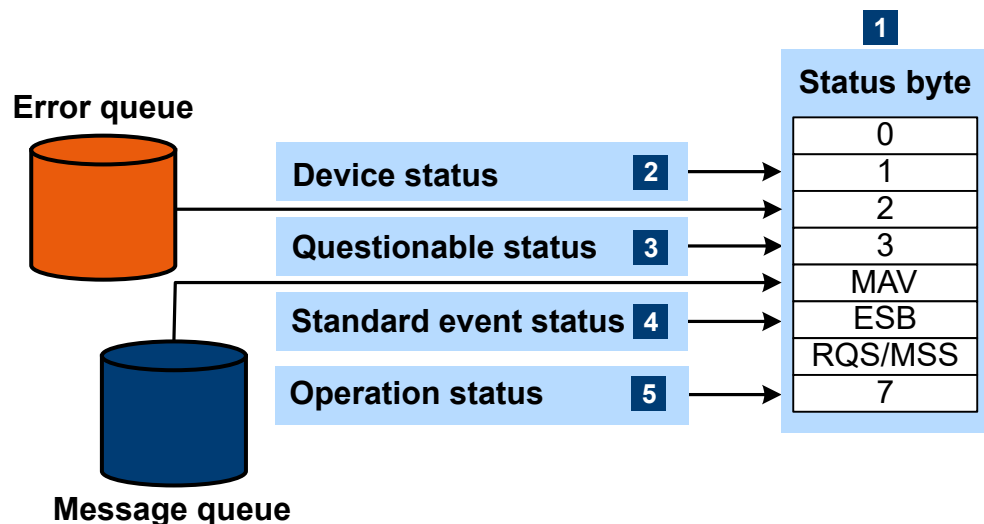 1
Status byte
Error queue
0
Device status 2
1
2
Questionable status 3
3
MAV
Standard event status 4
ESB
RQS/MSS
Operation status 5
7
Message queue